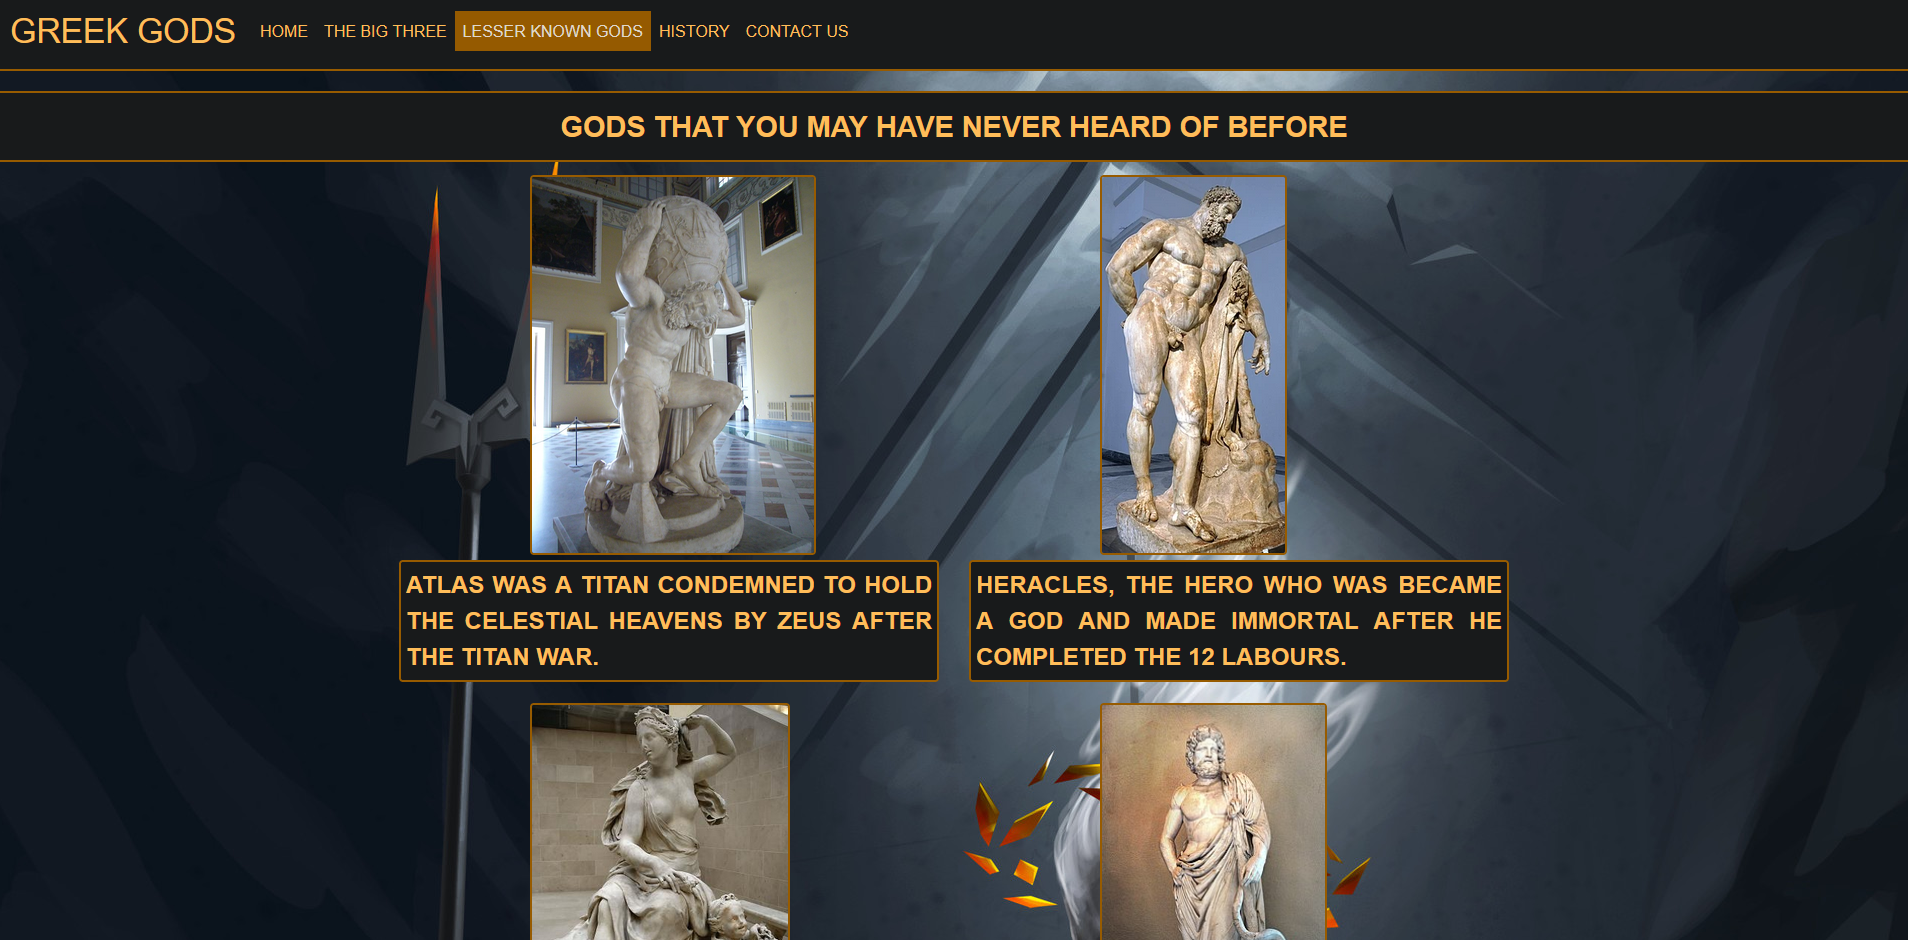 GREEK GODS HOME THE BIG THREE LESSER KNOWN GODS HISTORY CONTACT US
GODS THAT YOU MAY HAVE NEVER HEARD OF BEFORE
ATLAS WAS A TITAN CONDEMNED TO HOLD
THE CELESTIAL HEAVENS BY ZEUS AFTER
THE TITAN WAR.
HERACLES, THE HERO WHO WAS BECAME
A GOD AND MADE IMMORTAL AFTER HE
COMPLETED THE 12 LABOURS.